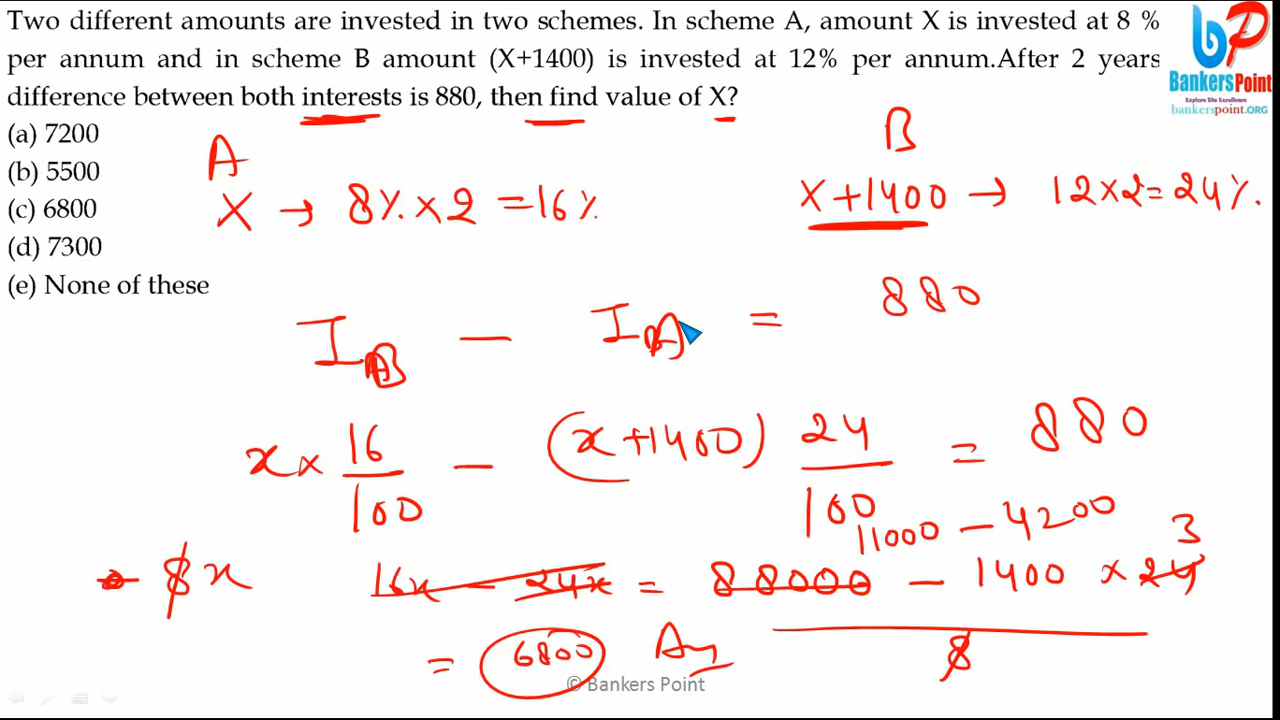 Two different amounts are invested in two schemes. In scheme A, amount X is invested at 8 %
per annum and in scheme B amount (X+1400) is invested at 12% per annum.After 2 years
difference between both interests is 880, then find value of X?
(a) 7200
(b) 5500
(c) 6800
(d) 7300
(e) None of these
bp
BankersPoint
Explore the Excellence
bankerspoint.ORG
A
B
X → 8% × 2 = 16%
X + 1400 → 12 × 2 = 24%.
I_B − I_A = 880
x × 16/100 − (x + 1400) 24/100 = 880
11000 − 4200
8x 16x − 24x = 88000 − 1400 × 24 3
8
= 6800 Ans
© Bankers Point